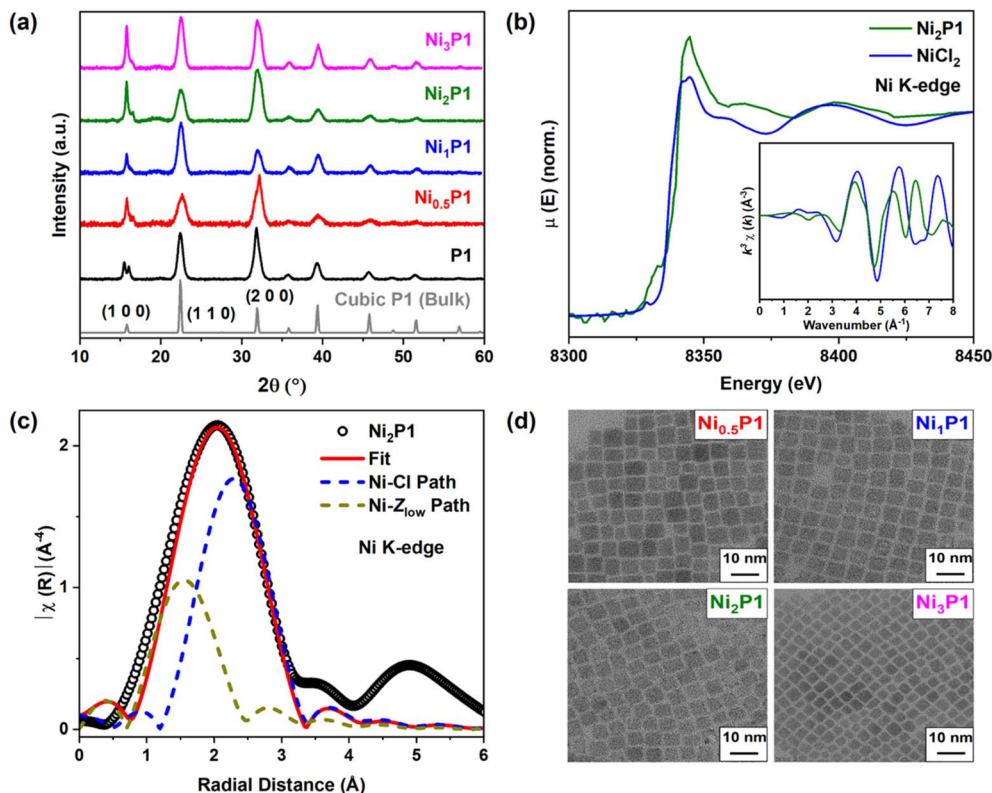 (a)
Ni₃P1
Ni₂P1
Ni₁P1
Ni₀.₅P1
P1
Cubic P1 (Bulk)
(1 0 0)
(1 1 0)
(2 0 0)
Intensity (a.u.)
10 20 30 40 50 60
2θ (°)
(b)
Ni₂P1
NiCl₂
Ni K-edge
μ (E) (norm.)
k³ χ (k) (Å⁻³)
0 1 2 3 4 5 6 7 8
Wavenumber (Å⁻¹)
8300 8350 8400 8450
Energy (eV)
(c)
Ni₂P1
Fit
Ni-Cl Path
Ni-Zlow Path
Ni K-edge
|χ (R)| (Å⁻⁴)
2
1
0
0 1 2 3 4 5 6
Radial Distance (Å)
(d)
Ni₀.₅P1
10 nm
Ni₁P1
10 nm
Ni₂P1
10 nm
Ni₃P1
10 nm